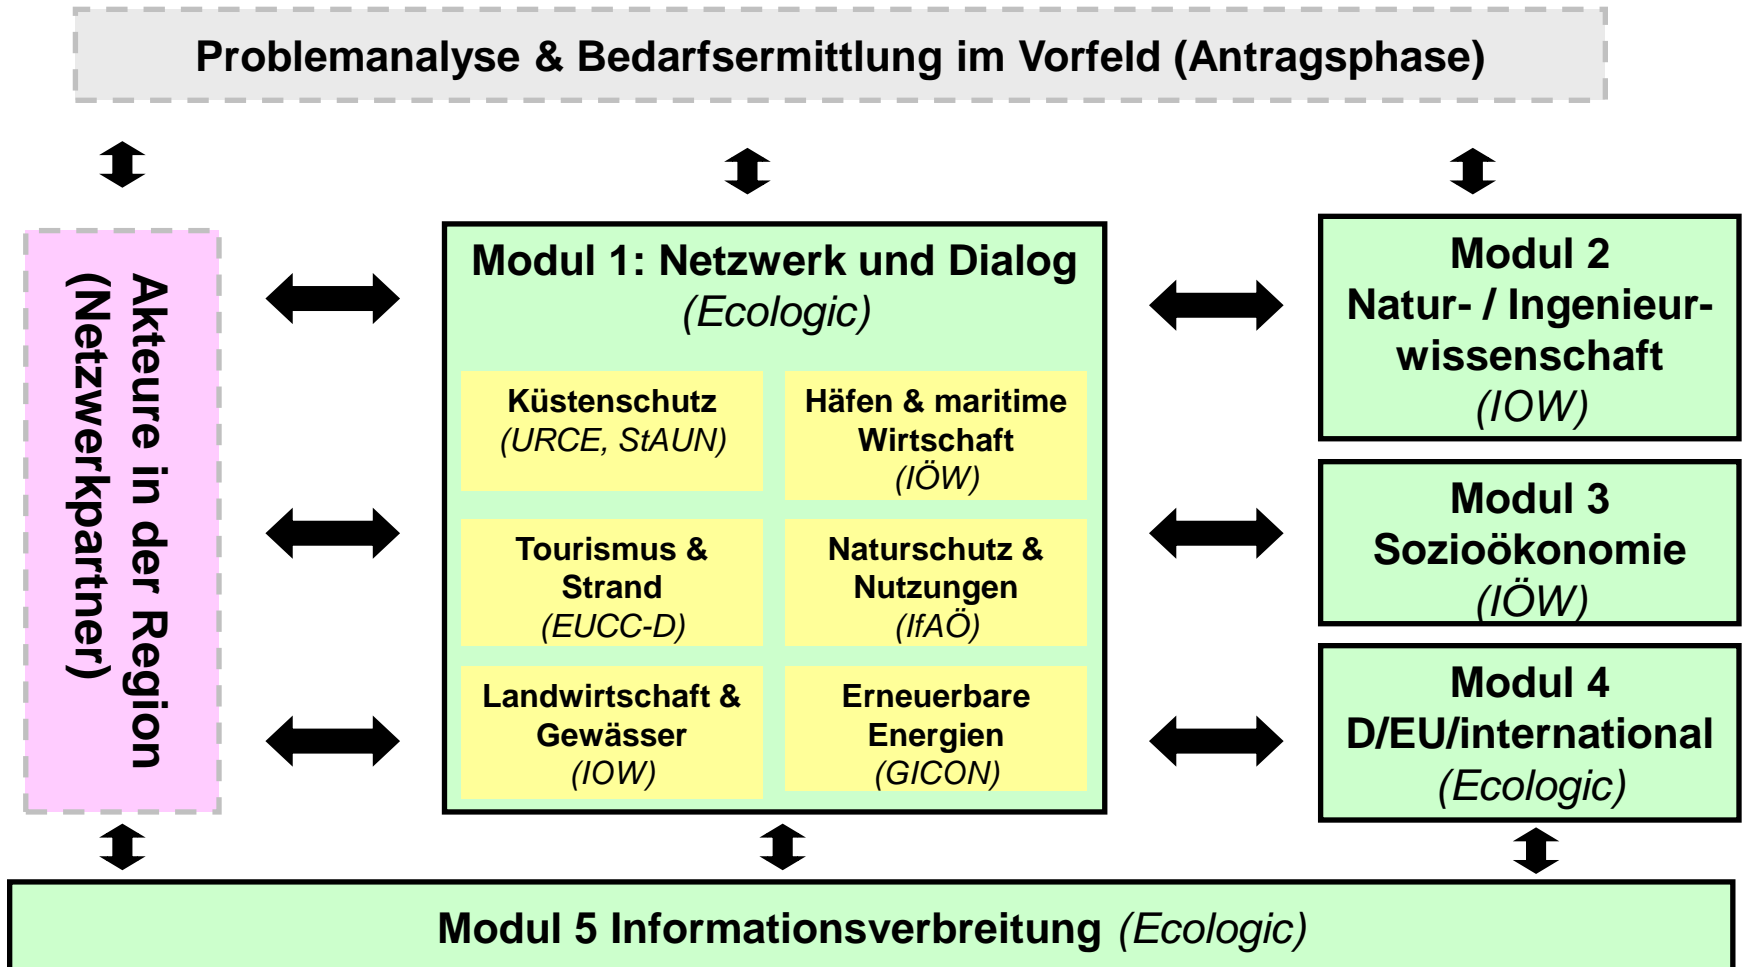 Problemanalyse & Bedarfsermittlung im Vorfeld (Antragsphase)
Akteure in der Region
(Netzwerkpartner)
Modul 1: Netzwerk und Dialog
(Ecologic)
Küstenschutz
(URCE, StAUN)
Häfen & maritime
Wirtschaft
(IÖW)
Tourismus &
Strand
(EUCC-D)
Naturschutz &
Nutzungen
(IfAÖ)
Landwirtschaft &
Gewässer
(IOW)
Erneuerbare
Energien
(GICON)
Modul 2
Natur- / Ingenieur-
wissenschaft
(IOW)
Modul 3
Sozioökonomie
(IÖW)
Modul 4
D/EU/international
(Ecologic)
Modul 5 Informationsverbreitung (Ecologic)